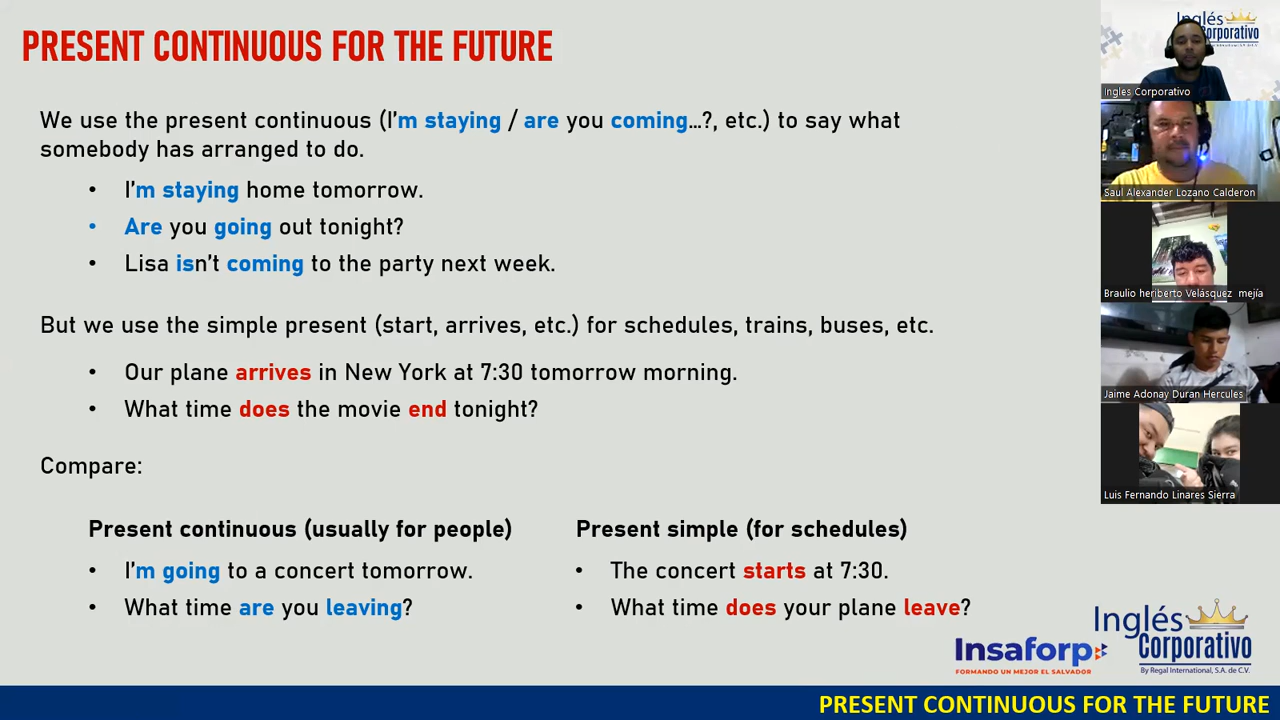 PRESENT CONTINUOUS FOR THE FUTURE
We use the present continuous (I'm staying / are you coming...?, etc.) to say what
somebody has arranged to do.
• I'm staying home tomorrow.
• Are you going out tonight?
• Lisa isn't coming to the party next week.
But we use the simple present (start, arrives, etc.) for schedules, trains, buses, etc.
• Our plane arrives in New York at 7:30 tomorrow morning.
• What time does the movie end tonight?
Compare:
Present continuous (usually for people)
• I'm going to a concert tomorrow.
• What time are you leaving?
Present simple (for schedules)
• The concert starts at 7:30.
• What time does your plane leave?
Inglés
Corporativo
Ingles Corporativo
Saul Alexander Lozano Calderon
Braulio heriberto Velásquez mejía
Jaime Adonay Duran Hercules
Luis Fernando Linares Sierra
Insaforp
FORMANDO UN MEJOR EL SALVADOR
Inglés
Corporativo
By Regal International, S.A. de C.V.
PRESENT CONTINUOUS FOR THE FUTURE